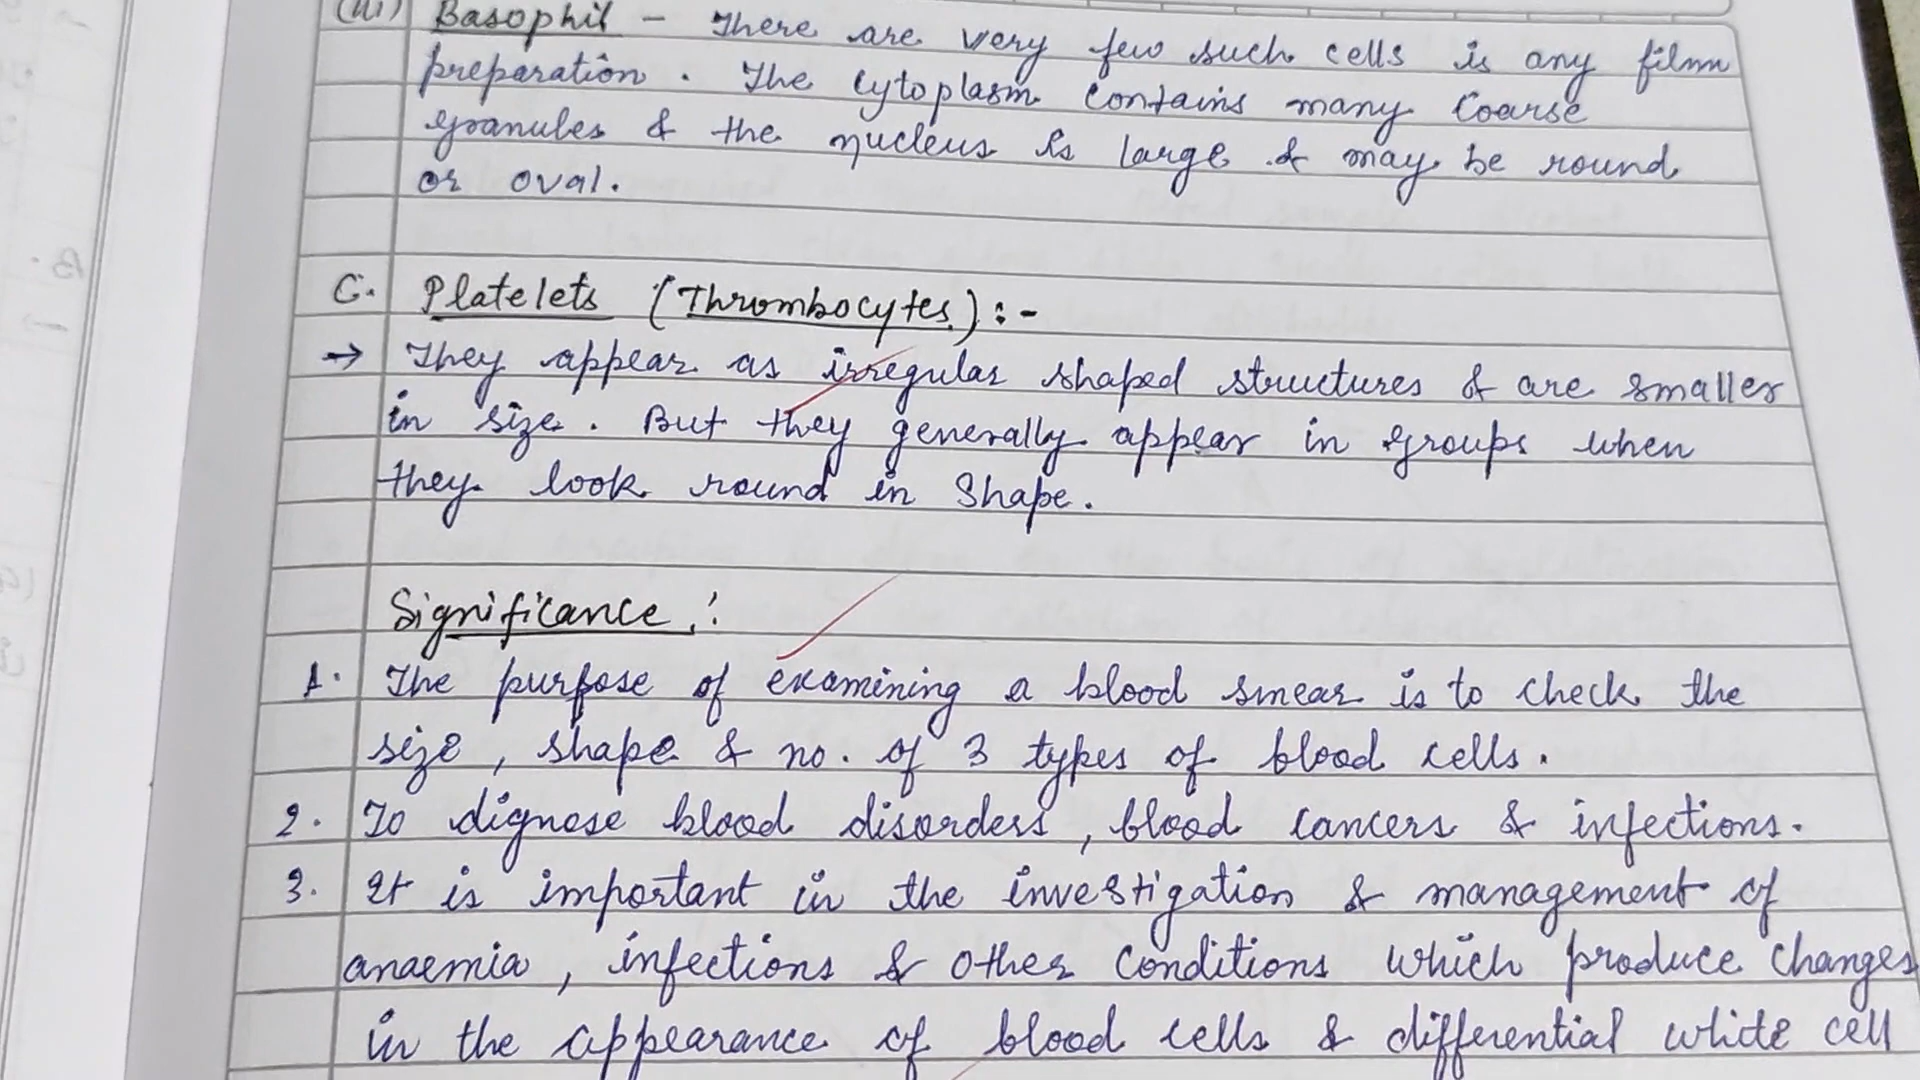 (iii) Basophil - There are very few such cells is any film
preparation. The cytoplasm contains many coarse
granules & the nucleus is large & may be round
or oval.
C. Platelets (Thrombocytes) :-
→ They appear as irregular shaped structures & are smaller
in size. But they generally appear in groups when
they look round in shape.
Significance :
1. The purpose of examining a blood smear is to check the
size, shape & no. of 3 types of blood cells.
2. To dignose blood disorders, blood cancers & infections.
3. It is important in the investigation & management of
anaemia, infections & other conditions which produce changes
in the appearance of blood cells & differential white cell